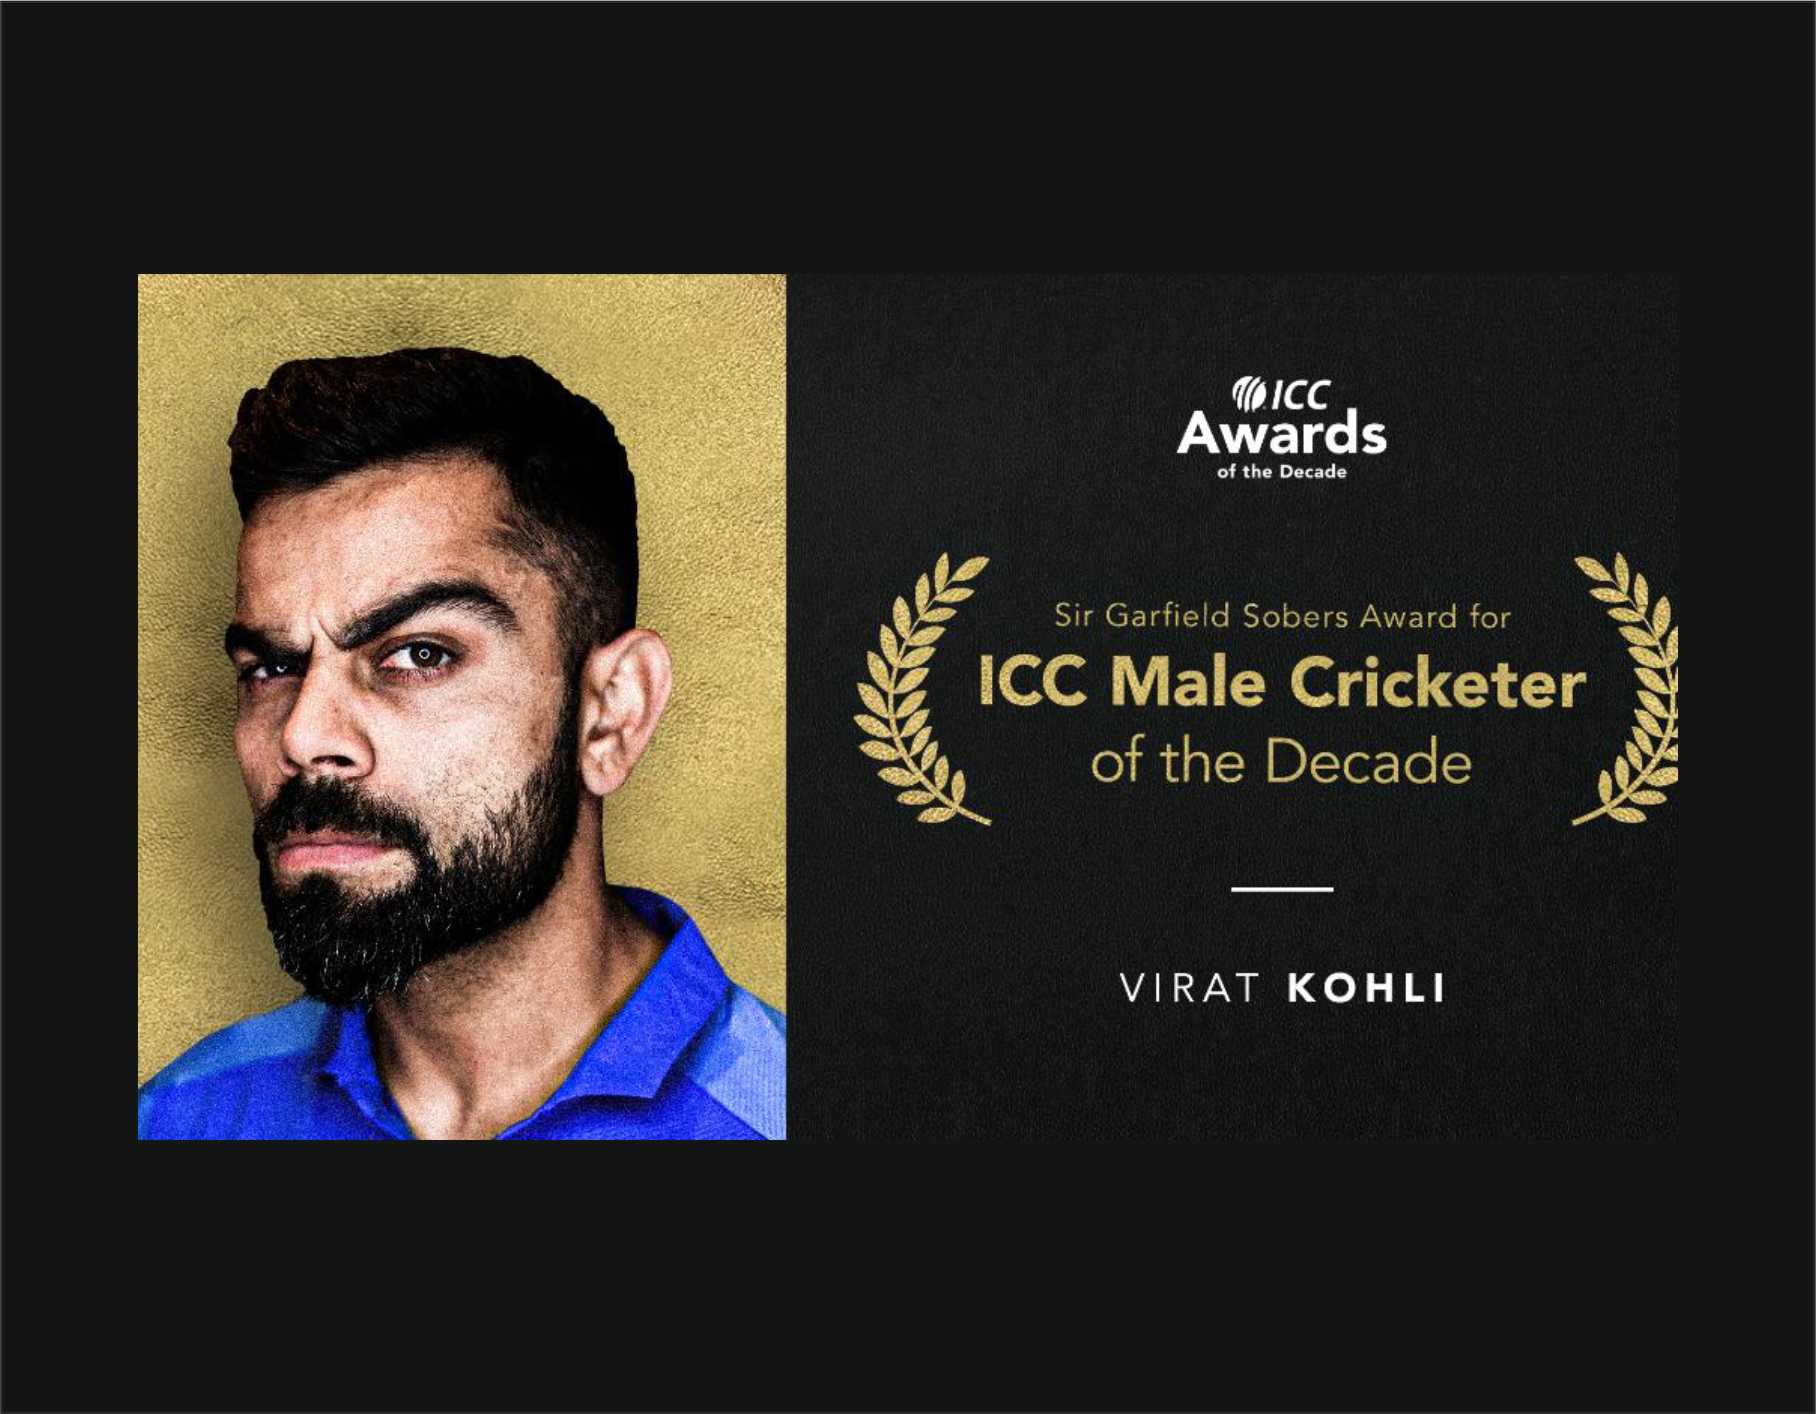 ICC
Awards
of the Decade
Sir Garfield Sobers Award for
ICC Male Cricketer
of the Decade
VIRAT KOHLI